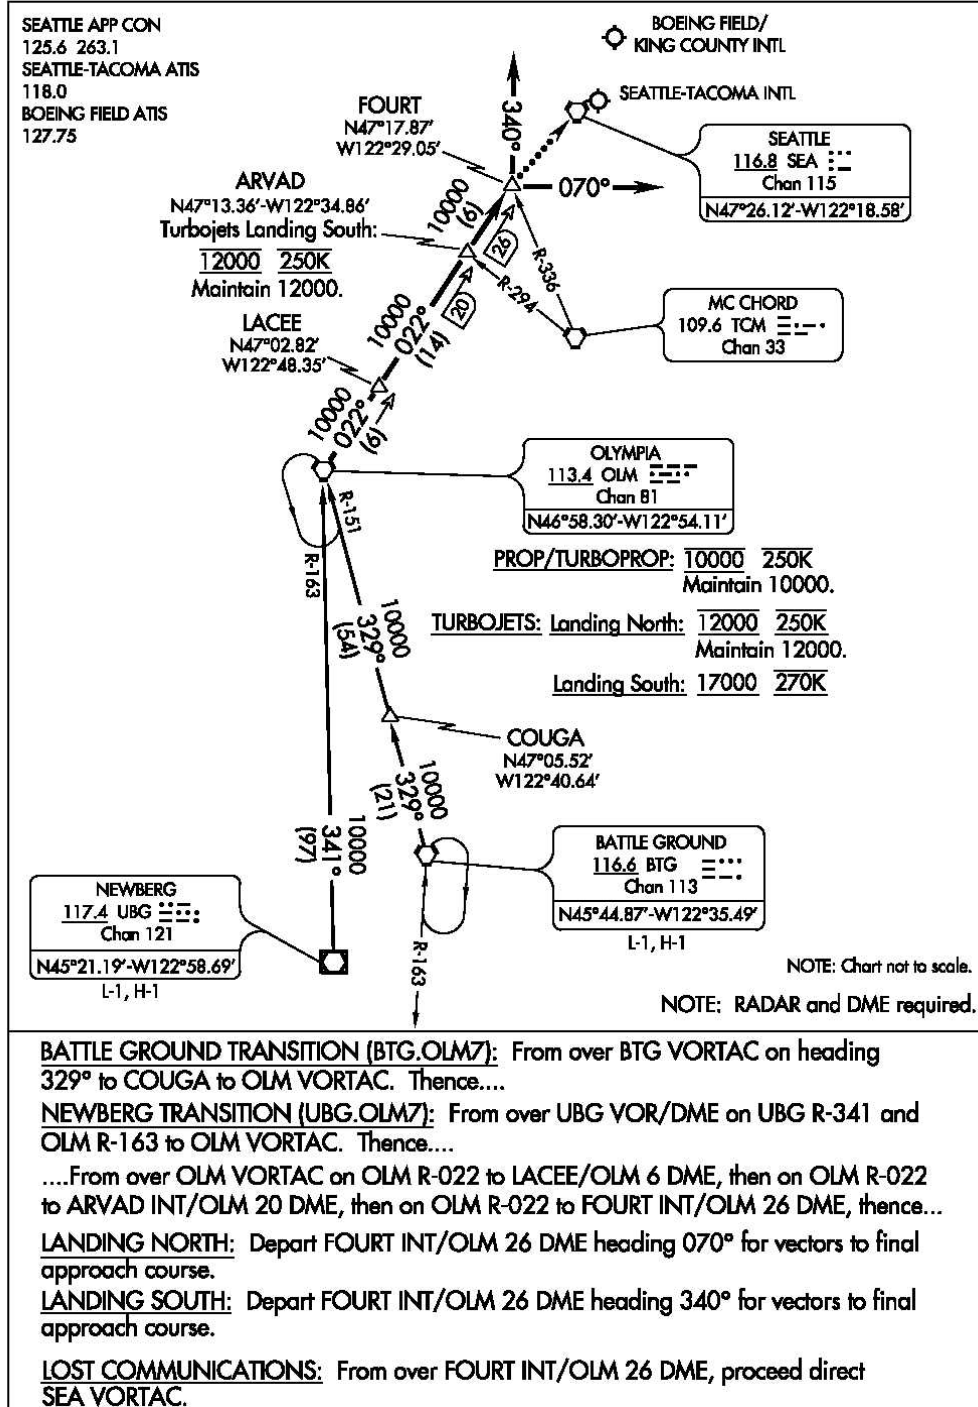 SEATTLE APP CON
125.6 263.1
SEATTLE-TACOMA ATIS
118.0
BOEING FIELD ATIS
127.75
BOEING FIELD/
KING COUNTY INTL
SEATTLE-TACOMA INTL
340°
070°
FOURT
N47°17.87'
W122°29.05'
SEATTLE
116.8 SEA
Chan 115
N47°26.12'-W122°18.58'
ARVAD
N47°13.36'-W122°34.86'
Turbojets Landing South:
12000 250K
Maintain 12000.
10000
(6)
26
R-336
R-294
MC CHORD
109.6 TCM
Chan 33
10000
022°
(14)
20
LACEE
N47°02.82'
W122°48.35'
10000
022°
(6)
OLYMPIA
113.4 OLM
Chan 81
N46°58.30'-W122°54.11'
R-151
R-163
PROP/TURBOPROP: 10000 250K
Maintain 10000.
TURBOJETS: Landing North: 12000 250K
Maintain 12000.
Landing South: 17000 270K
10000
329°
(54)
COUGA
N47°05.52'
W122°40.64'
10000
329°
(21)
10000
341°
(97)
BATTLE GROUND
116.6 BTG
Chan 113
N45°44.87'-W122°35.49'
L-1, H-1
NEWBERG
117.4 UBG
Chan 121
N45°21.19'-W122°58.69'
L-1, H-1
R-163
NOTE: Chart not to scale.
NOTE: RADAR and DME required.
BATTLE GROUND TRANSITION (BTG.OLM7): From over BTG VORTAC on heading
329° to COUGA to OLM VORTAC. Thence....
NEWBERG TRANSITION (UBG.OLM7): From over UBG VOR/DME on UBG R-341 and
OLM R-163 to OLM VORTAC. Thence....
....From over OLM VORTAC on OLM R-022 to LACEE/OLM 6 DME, then on OLM R-022
to ARVAD INT/OLM 20 DME, then on OLM R-022 to FOURT INT/OLM 26 DME, thence...
LANDING NORTH: Depart FOURT INT/OLM 26 DME heading 070° for vectors to final
approach course.
LANDING SOUTH: Depart FOURT INT/OLM 26 DME heading 340° for vectors to final
approach course.
LOST COMMUNICATIONS: From over FOURT INT/OLM 26 DME, proceed direct
SEA VORTAC.